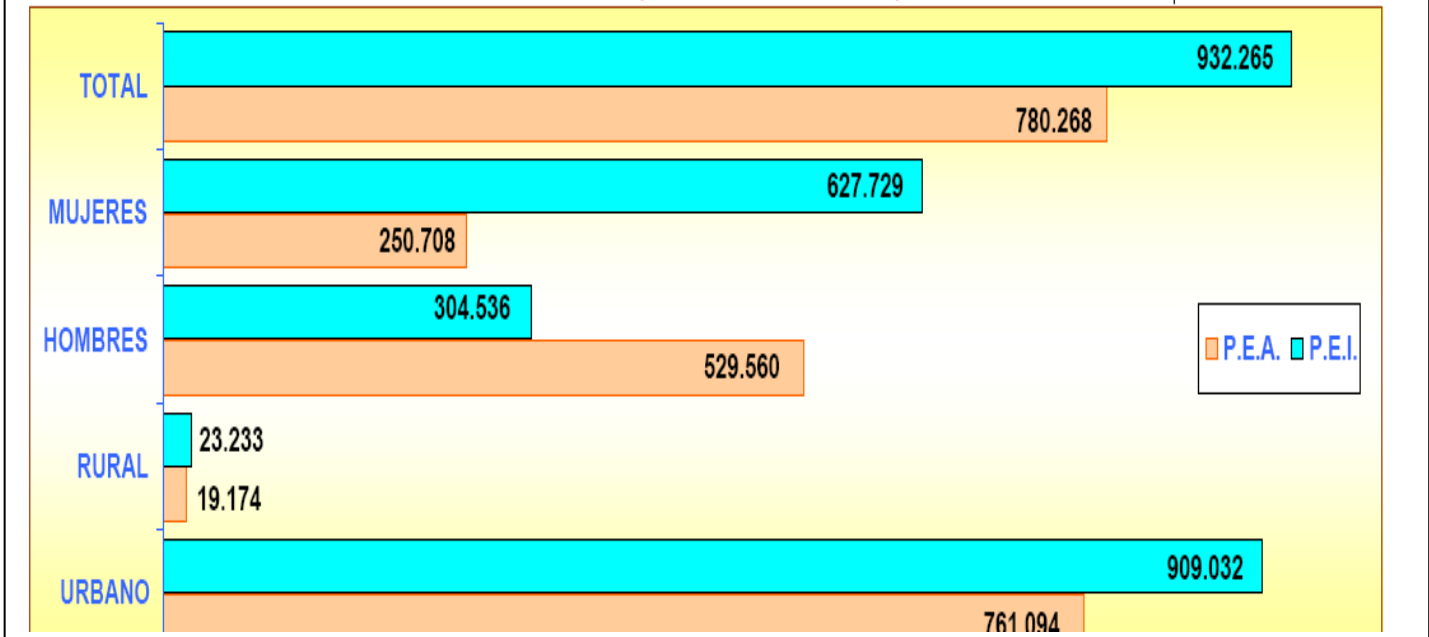 932.265
TOTAL
780.268
627.729
MUJERES
250.708
304.536
HOMBRES
529.560
P.E.A. P.E.I.
23.233
RURAL
19.174
909.032
URBANO
761.094